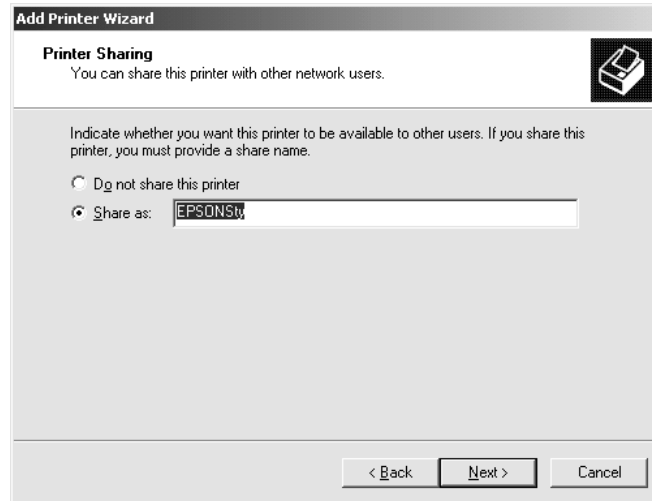 Add Printer Wizard
Printer Sharing
You can share this printer with other network users.
Indicate whether you want this printer to be available to other users. If you share this
printer, you must provide a share name.
Do not share this printer
Share as: EPSONSty
< Back Next > Cancel